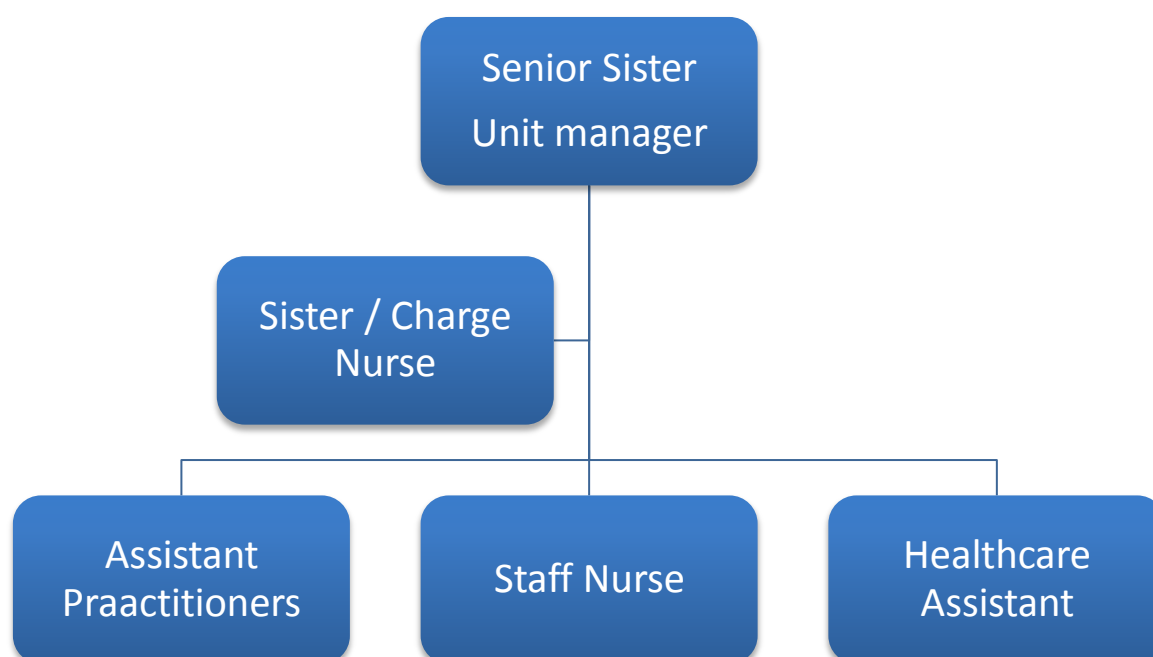 Senior Sister
Unit manager
Sister / Charge
Nurse
Assistant
Praactitioners
Staff Nurse
Healthcare
Assistant